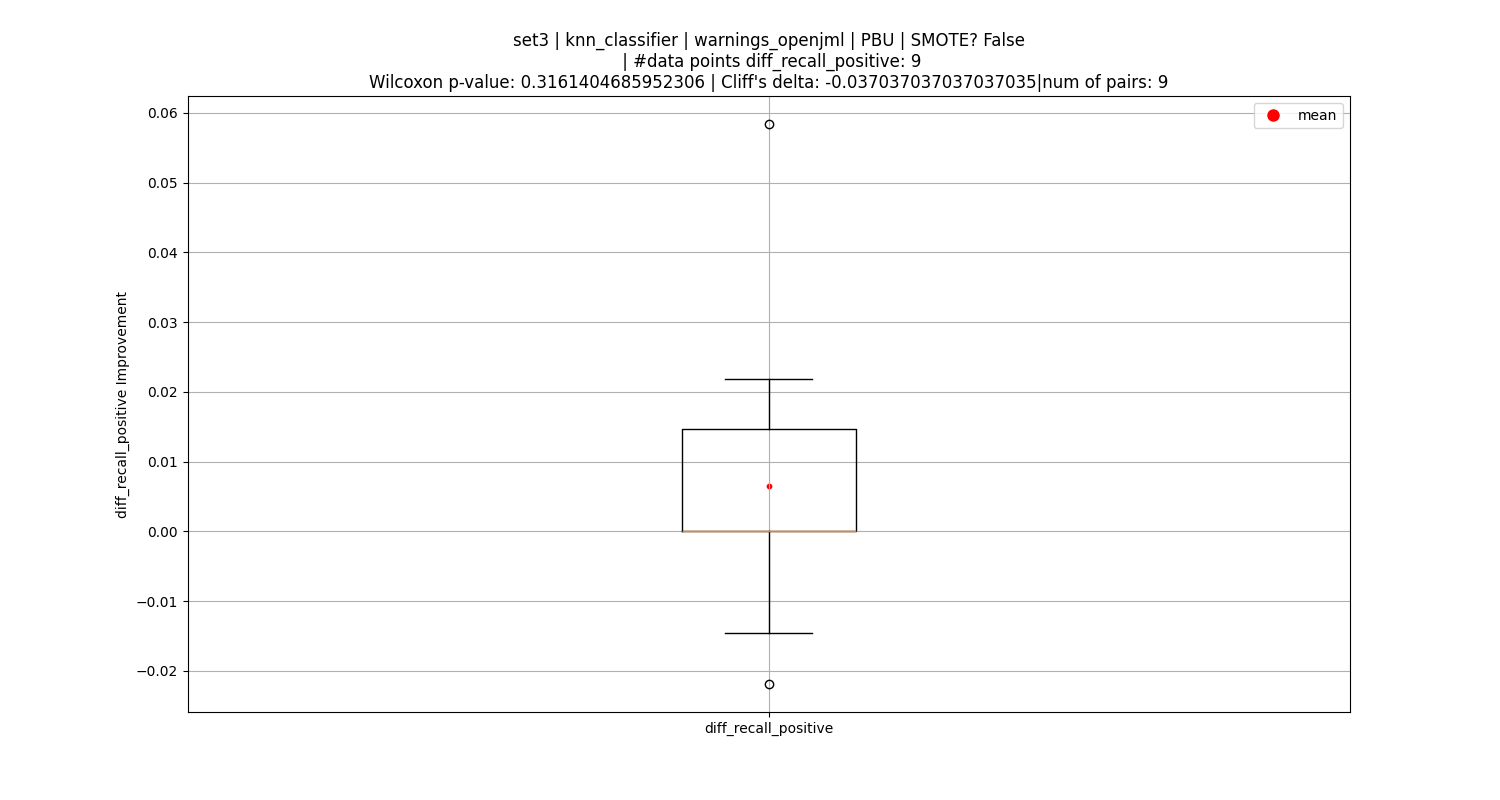 set3 | knn_classifier | warnings_openjml | PBU | SMOTE? False
| #data points diff_recall_positive: 9
Wilcoxon p-value: 0.3161404685952306 | Cliff's delta: -0.037037037037037035|num of pairs: 9
mean
0.06
0.05
0.04
0.03
0.02
0.01
0.00
−0.01
−0.02
diff_recall_positive Improvement
diff_recall_positive